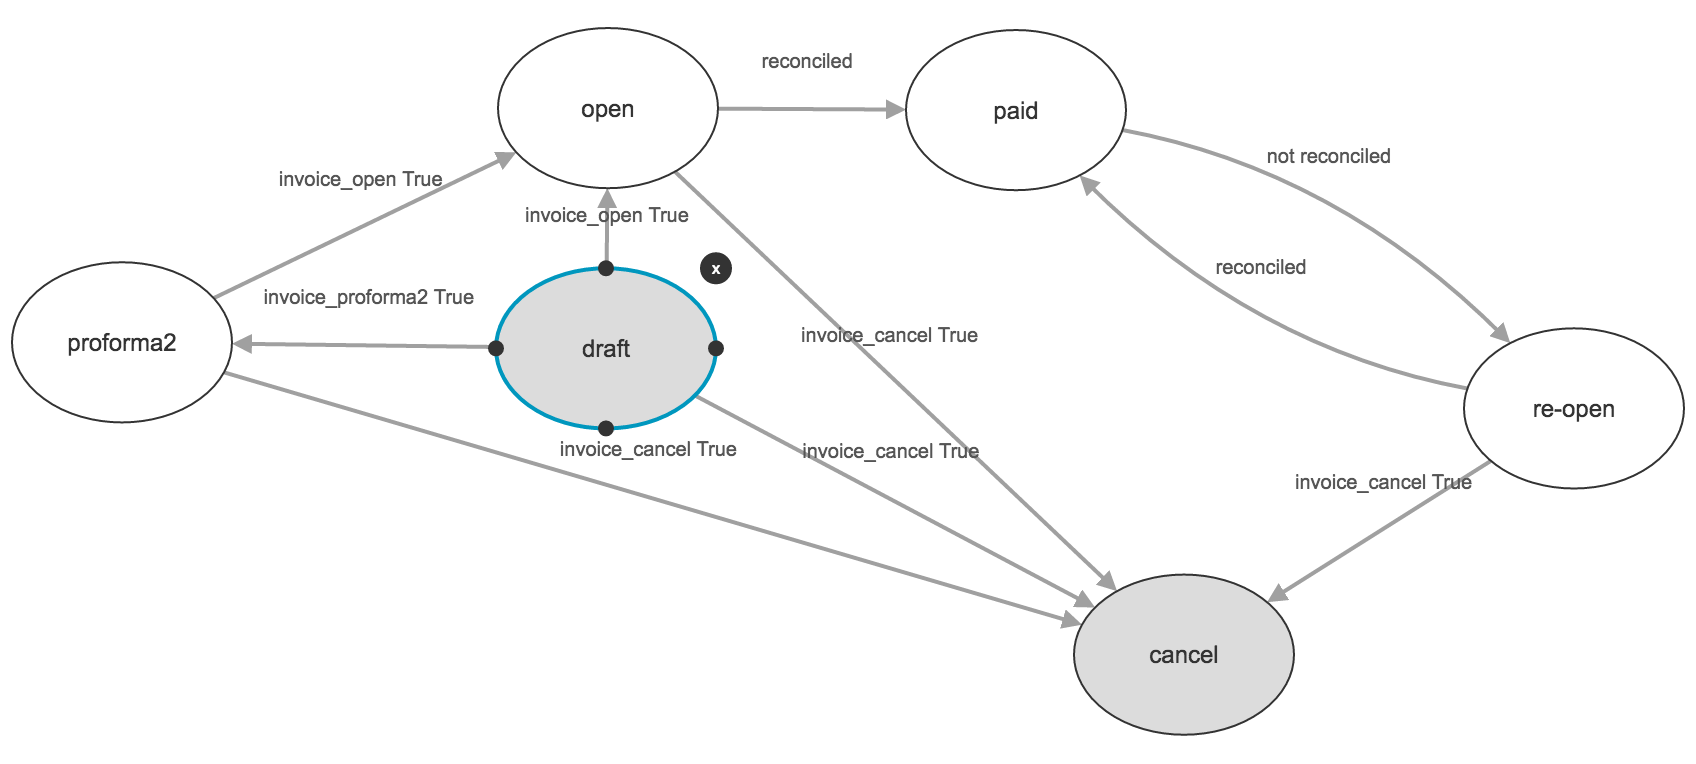 reconciled
open
paid
not reconciled
invoice_open True
invoice_open True
reconciled
x
invoice_proforma2 True
invoice_cancel True
proforma2
draft
re-open
invoice_cancel True
invoice_cancel True
invoice_cancel True
cancel